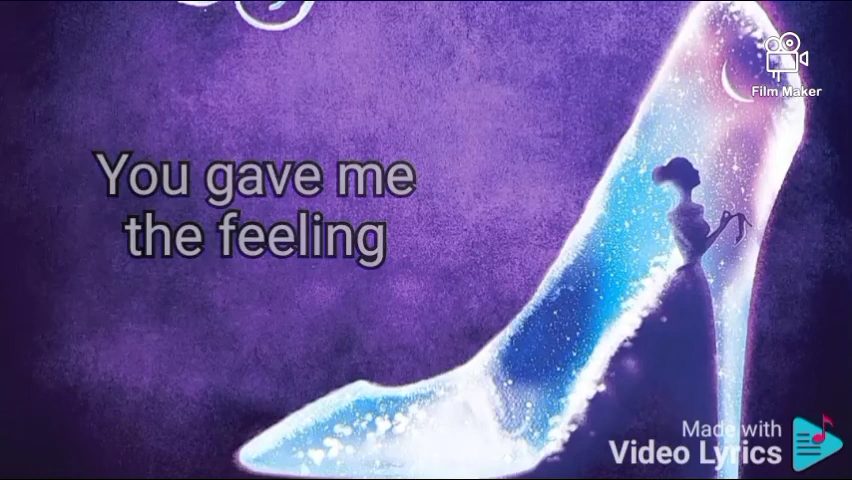 Film Maker
You gave me
the feeling
Made with
Video Lyrics